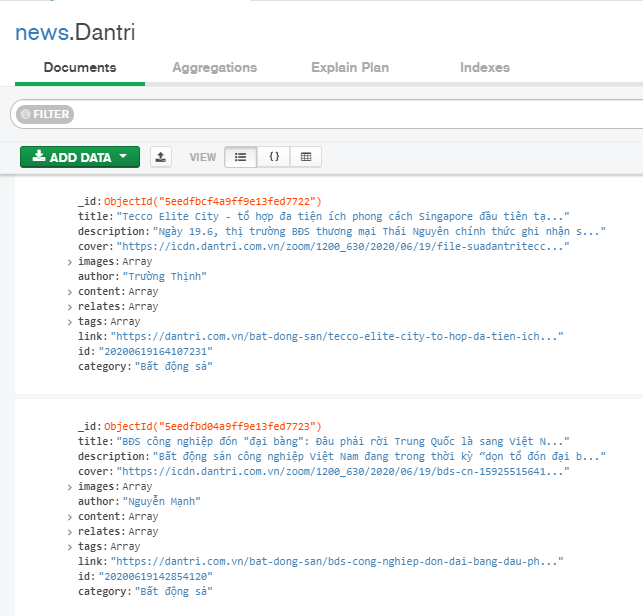 news.Dantri
Documents Aggregations Explain Plan Indexes
FILTER
ADD DATA VIEW { }
_id: ObjectId("5eedfbcf4a9ff9e13fed7722")
title: "Tecco Elite City - tổ hợp đa tiện ích phong cách Singapore đầu tiên tạ..."
description: "Ngày 19.6, thị trường BĐS thương mại Thái Nguyên chính thức ghi nhận s..."
cover: "https://icdn.dantri.com.vn/zoom/1200_630/2020/06/19/file-suadantritecc..."
images: Array
author: "Trường Thịnh"
content: Array
relates: Array
tags: Array
link: "https://dantri.com.vn/bat-dong-san/tecco-elite-city-to-hop-da-tien-ich..."
id: "20200619164107231"
category: "Bất động sả"
_id: ObjectId("5eedfbd04a9ff9e13fed7723")
title: "BĐS công nghiệp đón "đại bàng": Đâu phải rời Trung Quốc là sang Việt N..."
description: "Bất động sản công nghiệp Việt Nam đang trong thời kỳ “dọn tổ đón đại b..."
cover: "https://icdn.dantri.com.vn/zoom/1200_630/2020/06/19/bds-cn-15925515641..."
images: Array
author: "Nguyễn Mạnh"
content: Array
relates: Array
tags: Array
link: "https://dantri.com.vn/bat-dong-san/bds-cong-nghiep-don-dai-bang-dau-ph..."
id: "20200619142854120"
category: "Bất động sả"